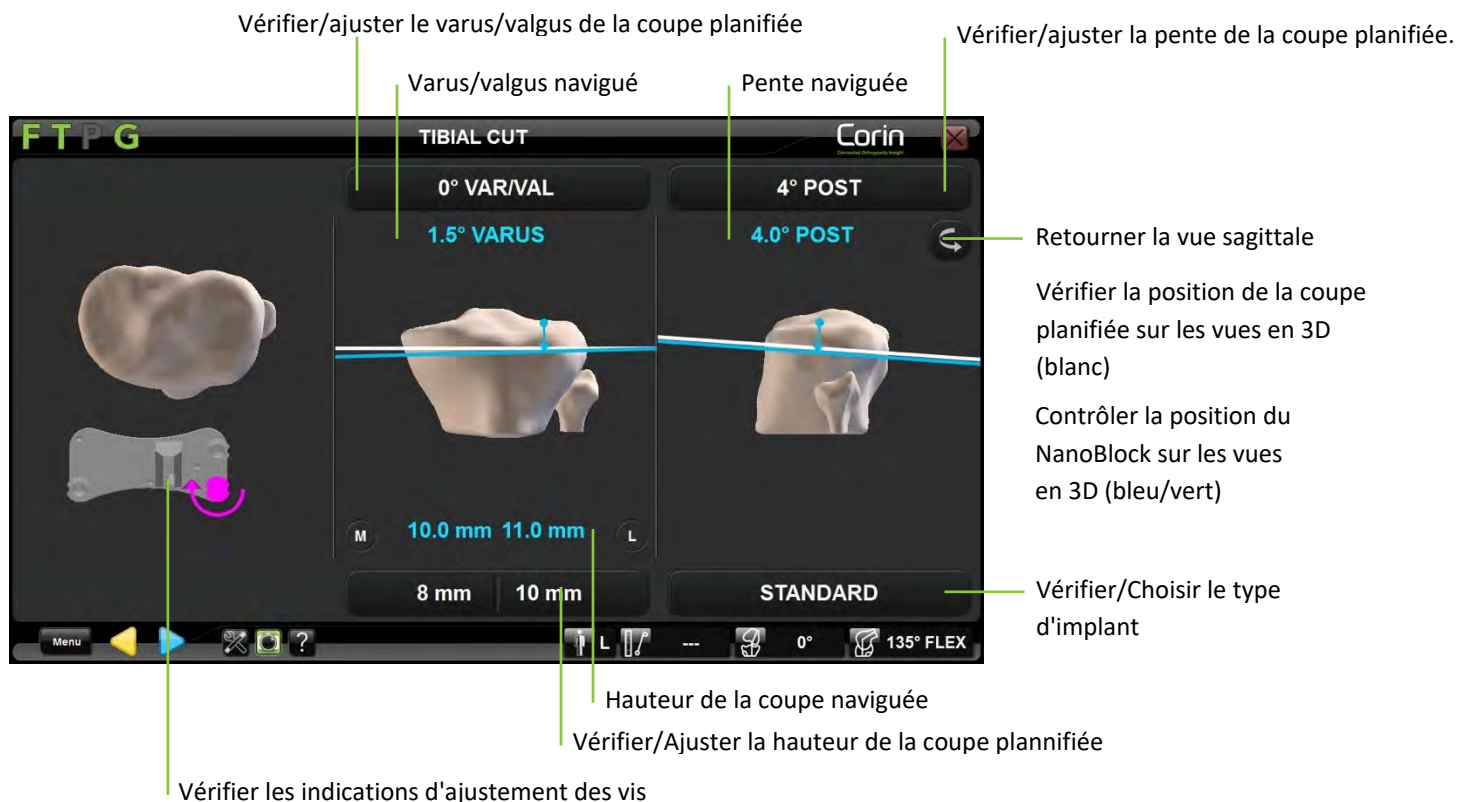 Vérifier/ajuster le varus/valgus de la coupe planifiée
Vérifier/ajuster la pente de la coupe planifiée.
Varus/valgus navigué
Pente naviguée
F T P G
TIBIAL CUT
Corin
Connected Orthopaedic Insight
0° VAR/VAL
4° POST
1.5° VARUS
4.0° POST
Retourner la vue sagittale
Vérifier la position de la coupe
planifiée sur les vues en 3D
(blanc)
Contrôler la position du
NanoBlock sur les vues
en 3D (bleu/vert)
M
10.0 mm 11.0 mm
L
8 mm
10 mm
STANDARD
Vérifier/Choisir le type
d'implant
Menu
?
L
---
0°
135° FLEX
Hauteur de la coupe naviguée
Vérifier/Ajuster la hauteur de la coupe plannifiée
Vérifier les indications d'ajustement des vis